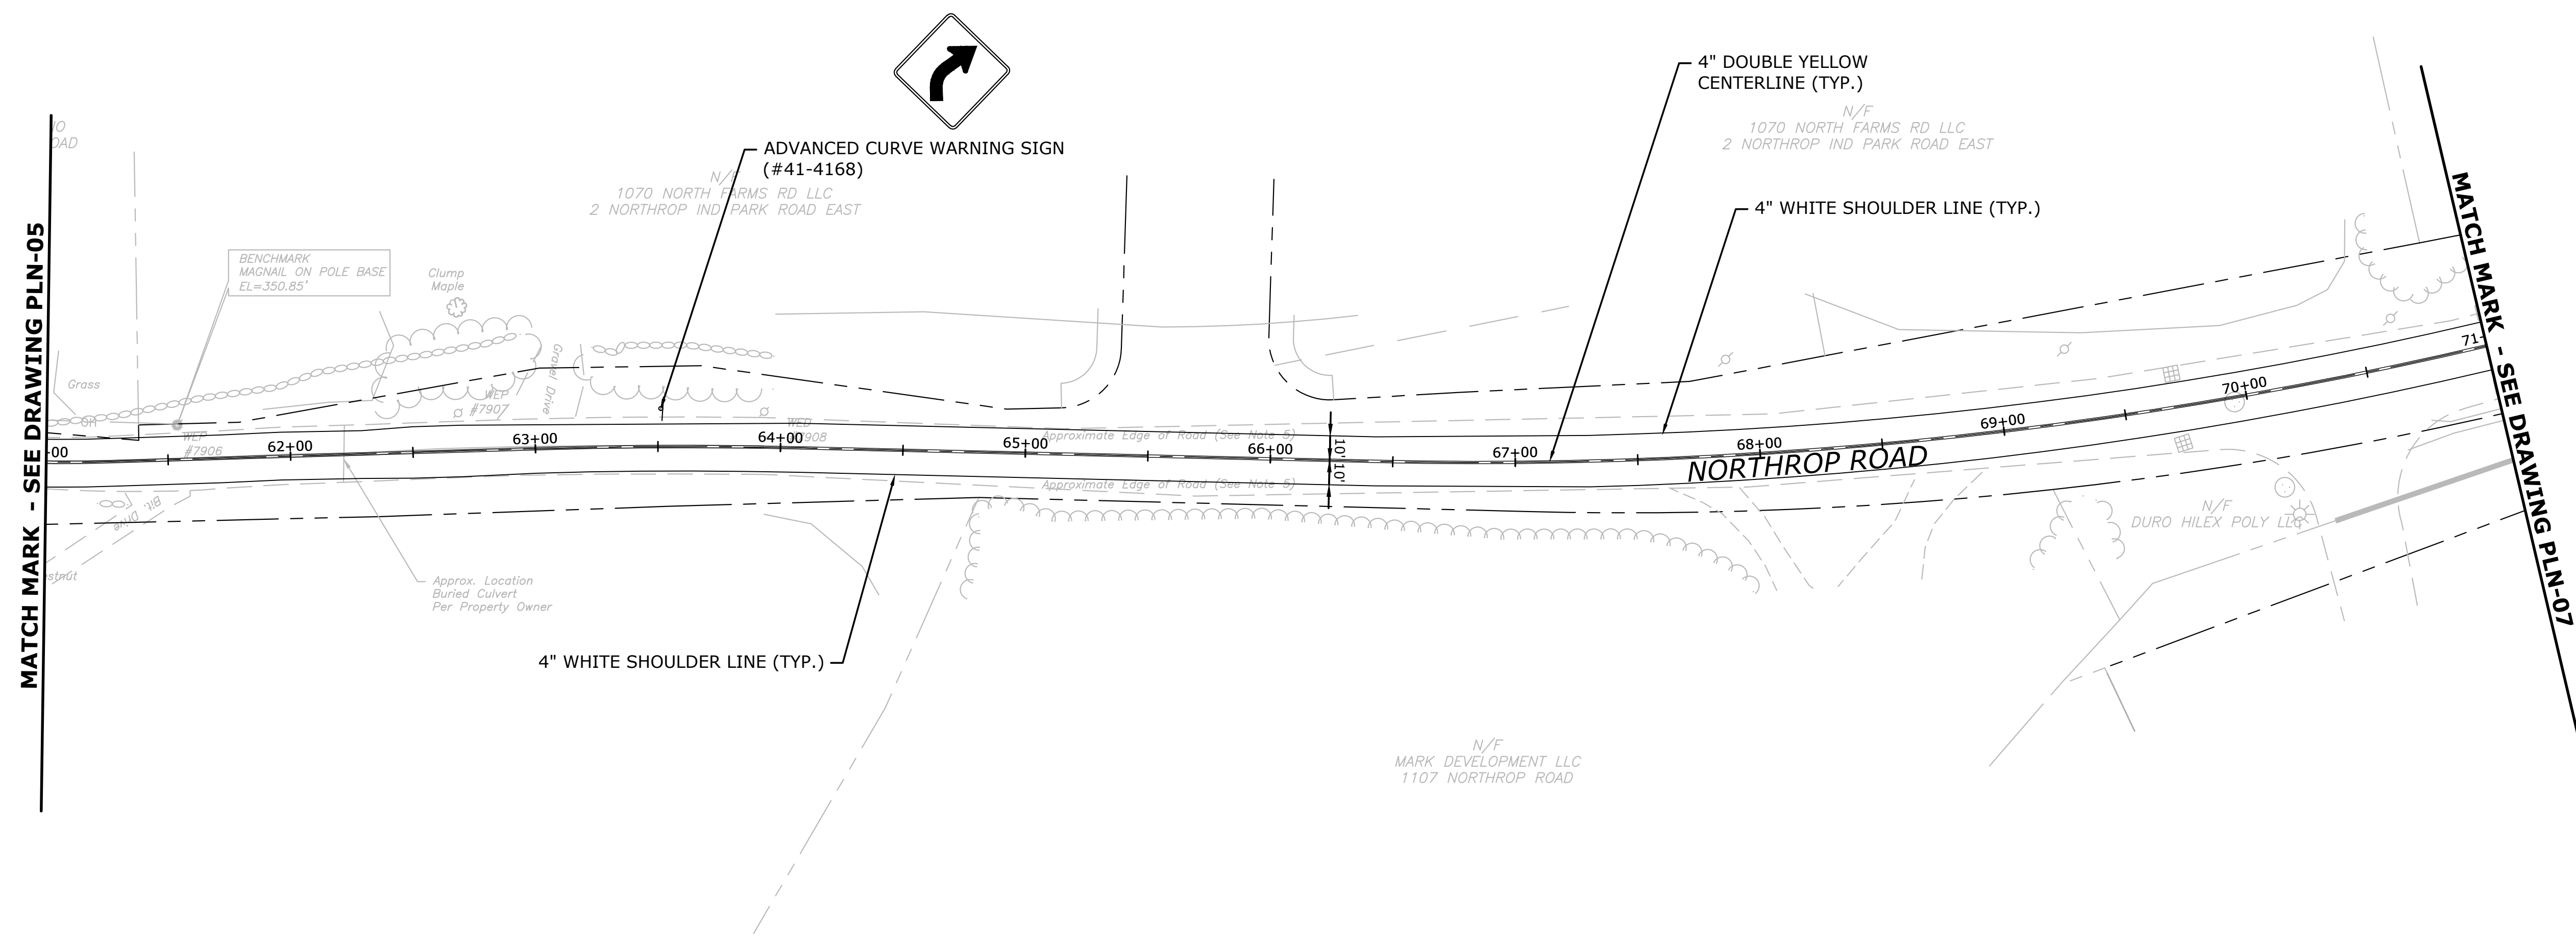 MATCH MARK - SEE DRAWING PLN-05
ADVANCED CURVE WARNING SIGN
(#41-4168)
4" DOUBLE YELLOW
CENTERLINE (TYP.)
N/F
1070 NORTH FARMS RD LLC
2 NORTHROP IND PARK ROAD EAST
N/F
1070 NORTH FARMS RD LLC
2 NORTHROP IND PARK ROAD EAST
4" WHITE SHOULDER LINE (TYP.)
MATCH MARK - SEE DRAWING PLN-07
BENCHMARK
MAGNAIL ON POLE BASE
EL=350.85'
Clump
Maple
Grass
Gravel Drive
WEP
#7907
WEP
#7906
Approximate Edge of Road (See Note 5)
62+00
63+00
64+00
65+00
66+00
67+00
68+00
69+00
70+00
10'
10'
NORTHROP ROAD
Approximate Edge of Road (See Note 5)
Bit. Drive
N/F
DURO HILEX POLY LLC
Approx. Location
Buried Culvert
Per Property Owner
4" WHITE SHOULDER LINE (TYP.)
N/F
MARK DEVELOPMENT LLC
1107 NORTHROP ROAD